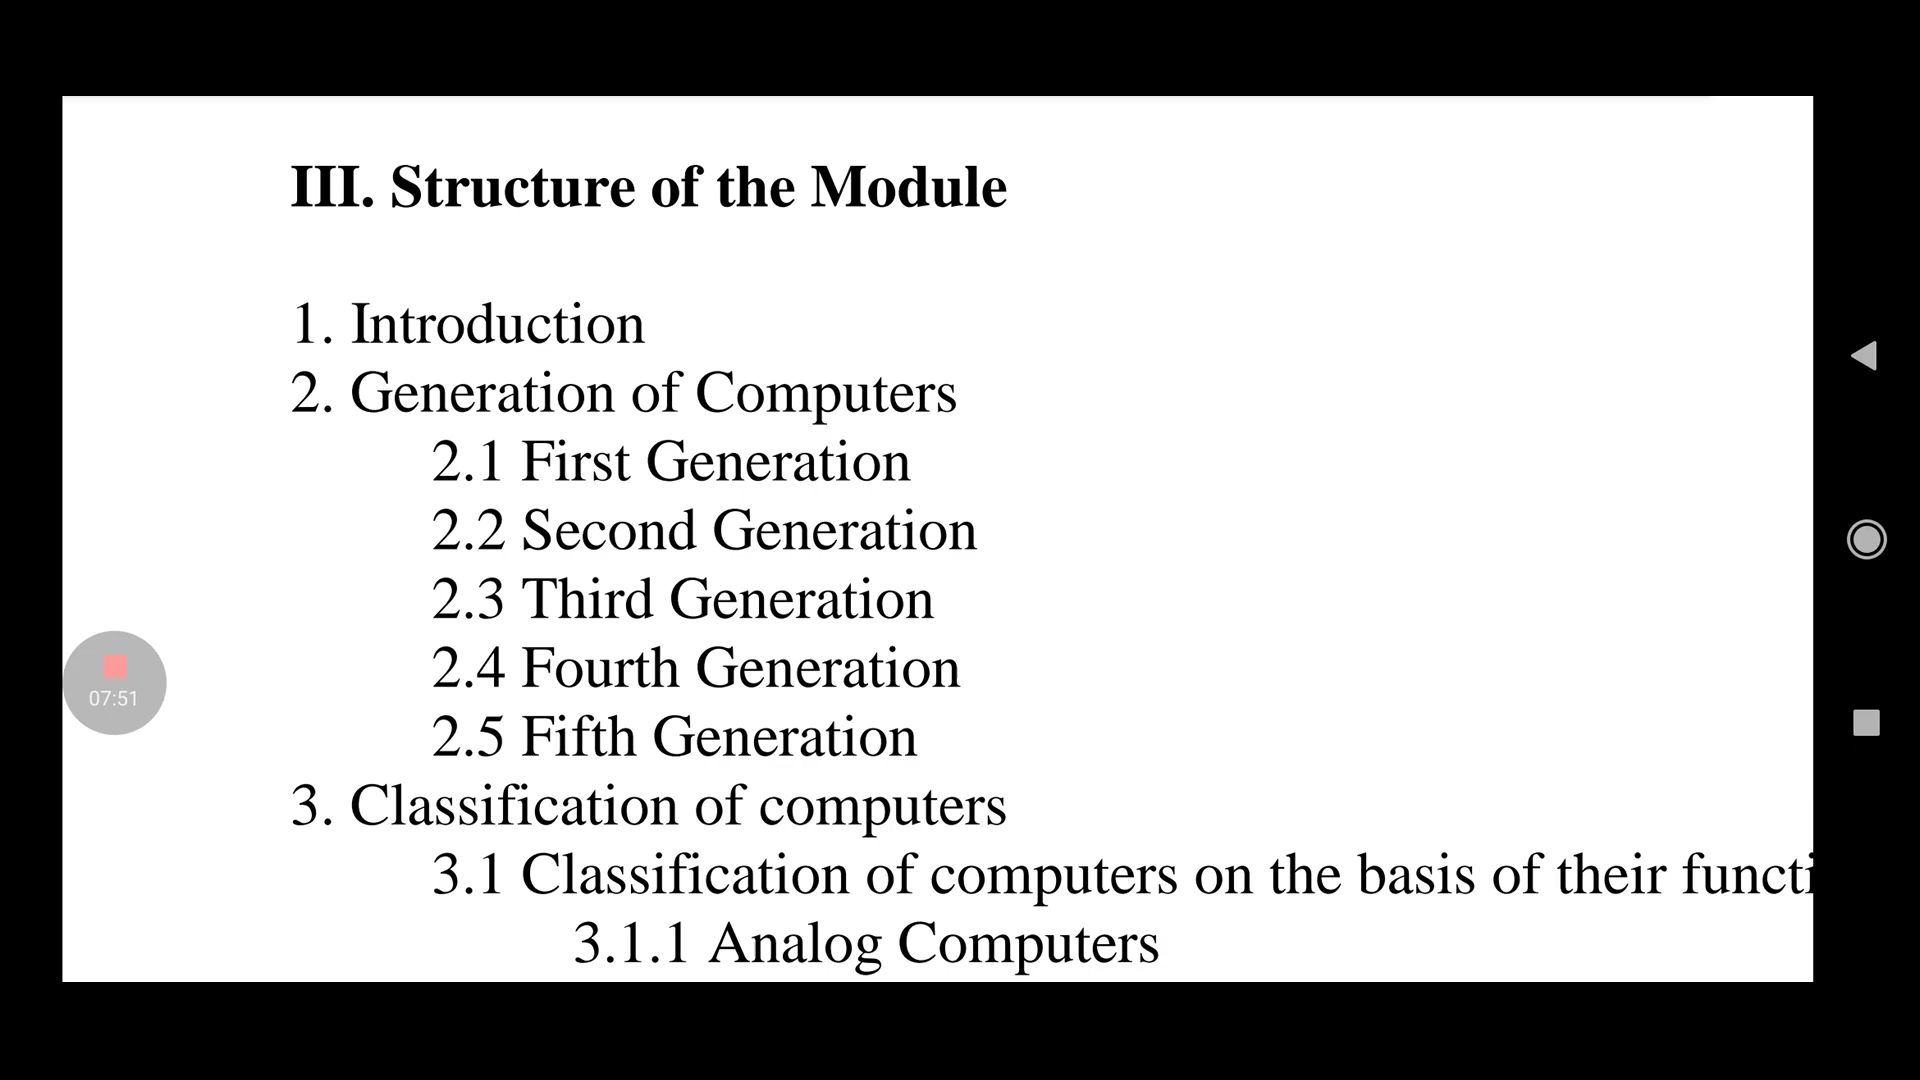 III. Structure of the Module
1. Introduction
2. Generation of Computers
2.1 First Generation
2.2 Second Generation
2.3 Third Generation
2.4 Fourth Generation
2.5 Fifth Generation
3. Classification of computers
3.1 Classification of computers on the basis of their functi
3.1.1 Analog Computers
07:51